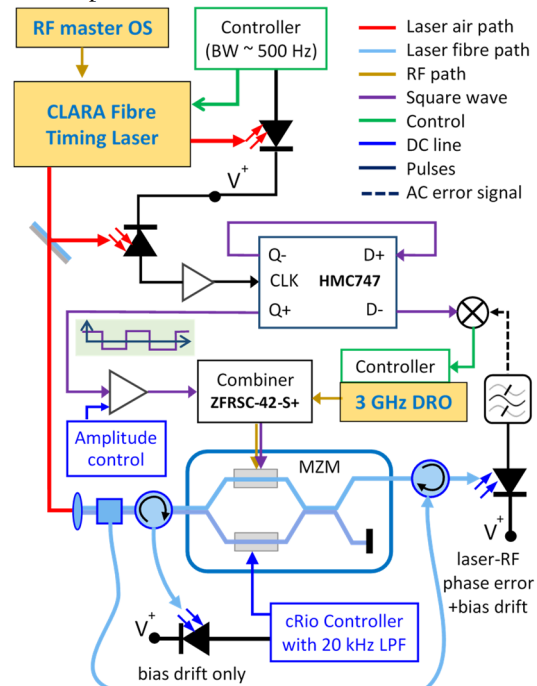 RF master OS
Controller
(BW ~ 500 Hz)
Laser air path
Laser fibre path
RF path
Square wave
Control
DC line
Pulses
AC error signal
CLARA Fibre
Timing Laser
V+
Q-
D+
CLK
HMC747
Q+
D-
Combiner
ZFRSC-42-S+
Controller
3 GHz DRO
Amplitude
control
MZM
V+
laser-RF
phase error
+bias drift
V+
cRio Controller
with 20 kHz LPF
bias drift only